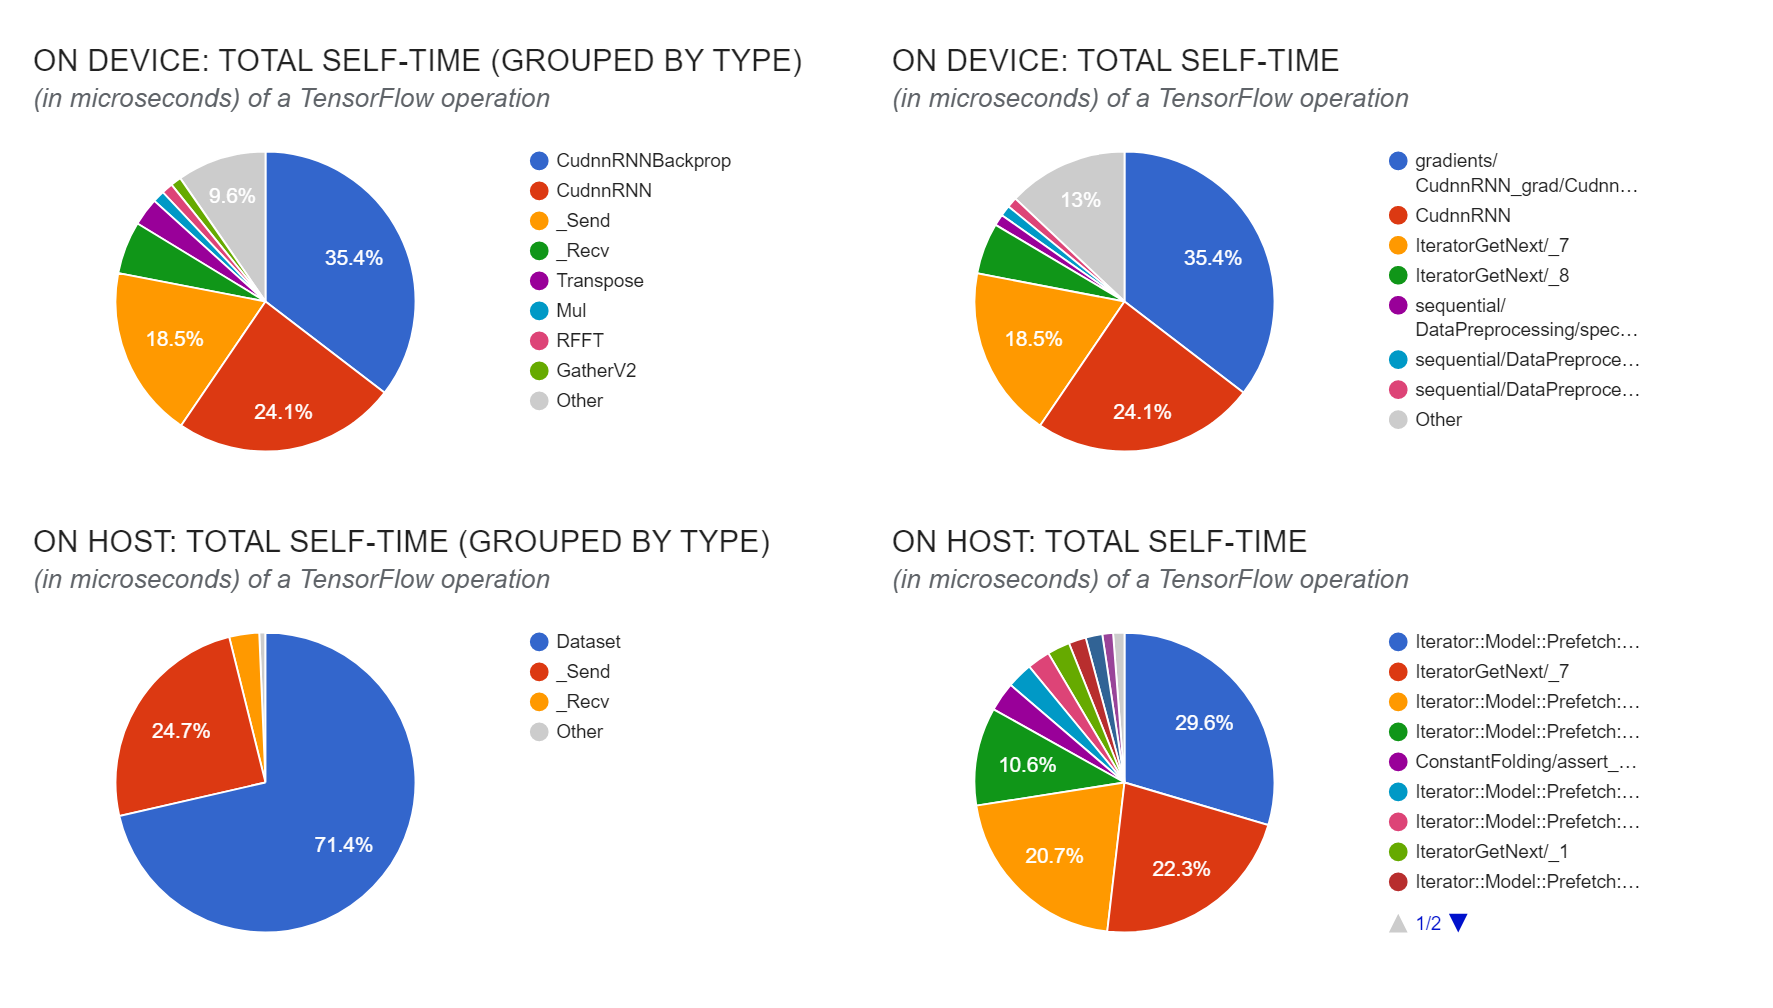 ON DEVICE: TOTAL SELF-TIME (GROUPED BY TYPE)
(in microseconds) of a TensorFlow operation
35.4%
24.1%
18.5%
9.6%
CudnnRNNBackprop
CudnnRNN
_Send
_Recv
Transpose
Mul
RFFT
GatherV2
Other
ON DEVICE: TOTAL SELF-TIME
(in microseconds) of a TensorFlow operation
35.4%
24.1%
18.5%
13%
gradients/
CudnnRNN_grad/Cudnn…
CudnnRNN
IteratorGetNext/_7
IteratorGetNext/_8
sequential/
DataPreprocessing/spec…
sequential/DataPreproce…
sequential/DataPreproce…
Other
ON HOST: TOTAL SELF-TIME (GROUPED BY TYPE)
(in microseconds) of a TensorFlow operation
71.4%
24.7%
Dataset
_Send
_Recv
Other
ON HOST: TOTAL SELF-TIME
(in microseconds) of a TensorFlow operation
29.6%
22.3%
20.7%
10.6%
Iterator::Model::Prefetch:…
IteratorGetNext/_7
Iterator::Model::Prefetch:…
Iterator::Model::Prefetch:…
ConstantFolding/assert_…
Iterator::Model::Prefetch:…
Iterator::Model::Prefetch:…
IteratorGetNext/_1
Iterator::Model::Prefetch:…
1/2